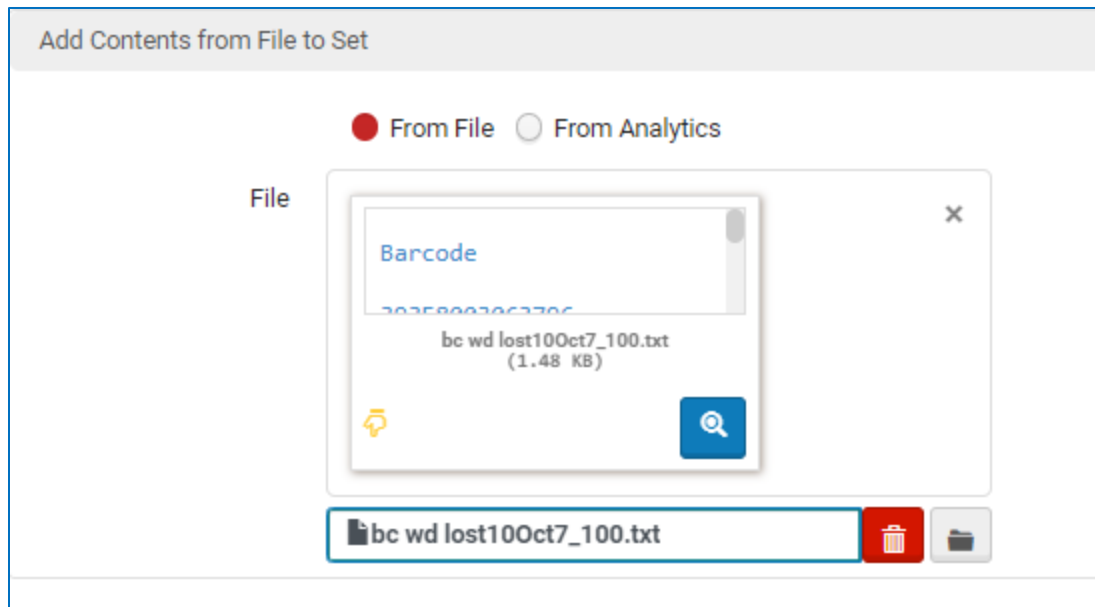 Add Contents from File to Set
From File From Analytics
File
Barcode
bc wd lost10Oct7_100.txt
(1.48 KB)
bc wd lost10Oct7_100.txt